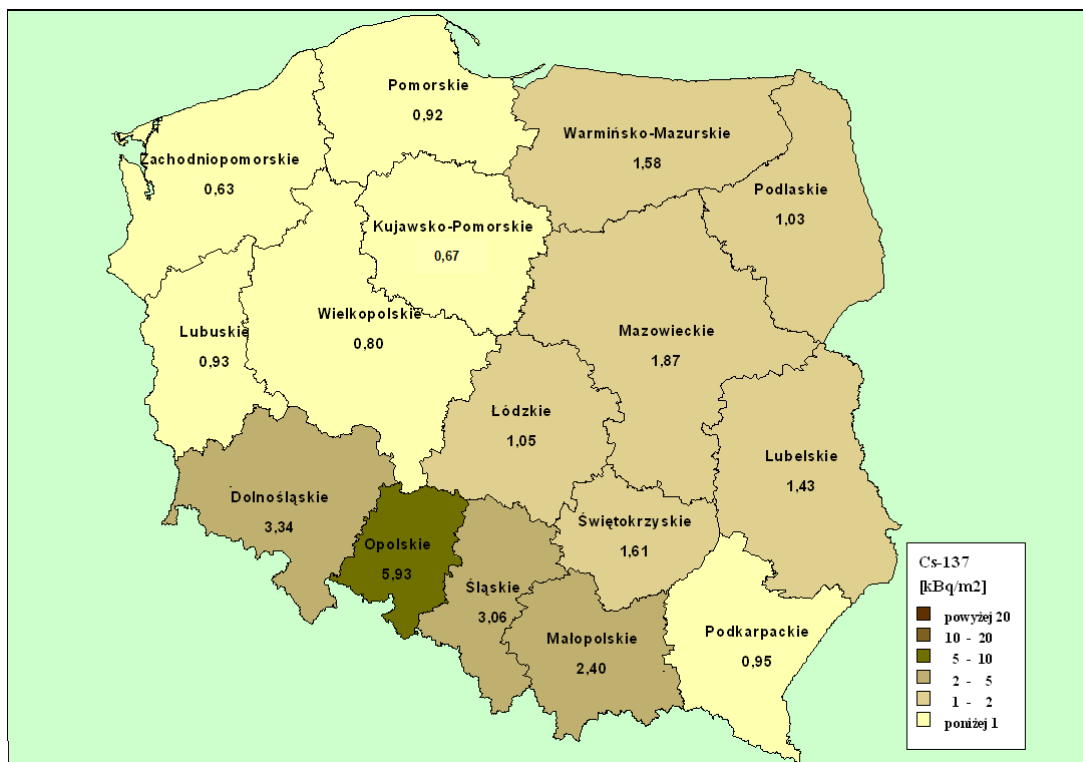 Pomorskie
0,92
Warmińsko-Mazurskie
1,58
Zachodniopomorskie
0,63
Podlaskie
1,03
Kujawsko-Pomorskie
0,67
Wielkopolskie
0,80
Lubuskie
0,93
Mazowieckie
1,87
Łódzkie
1,05
Lubelskie
1,43
Dolnośląskie
3,34
Świętokrzyskie
1,61
Opolskie
5,93
Śląskie
3,06
Małopolskie
2,40
Podkarpackie
0,95
Cs-137
[kBq/m2]
powyżej 20
10 - 20
5 - 10
2 - 5
1 - 2
poniżej 1